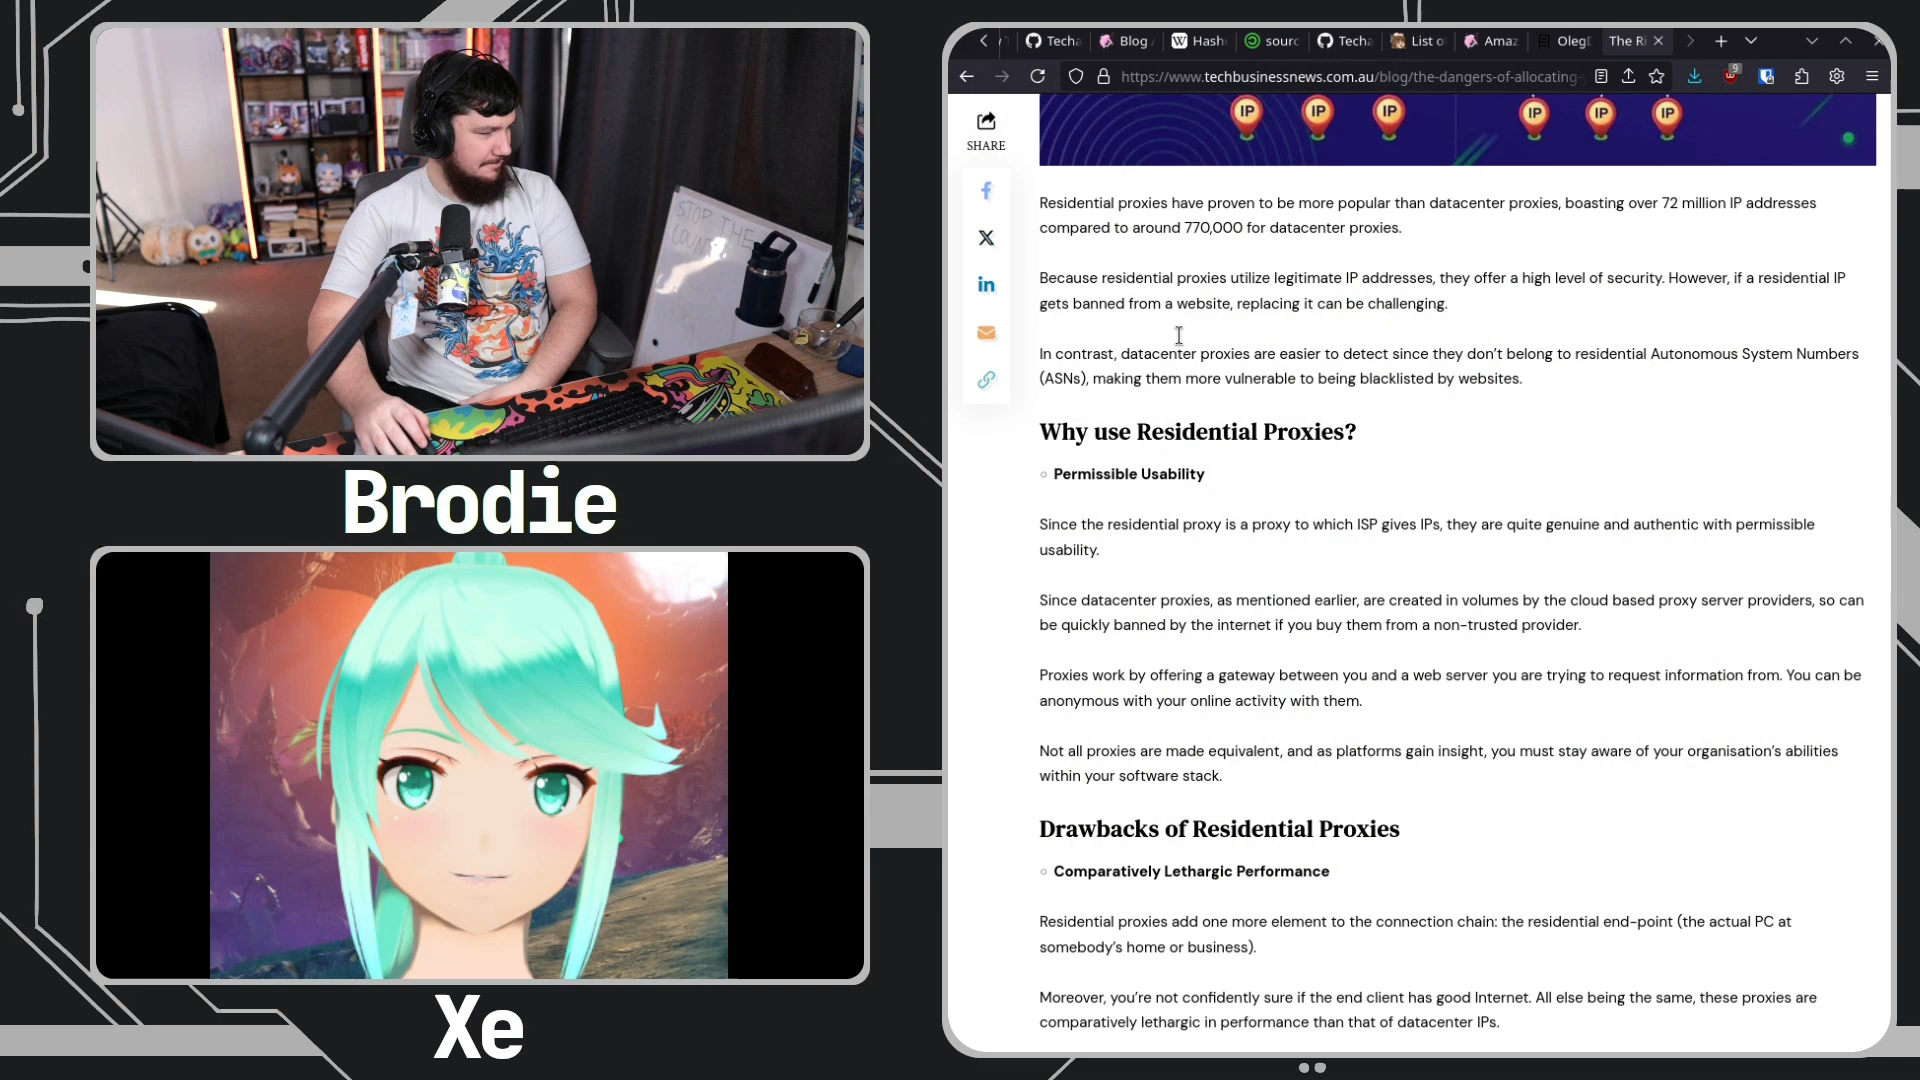 STOP THE
COUNT
Brodie
Xe
Techa
Blog
Hash
sourc
Techa
List o
Amaz
OlegD
The Ri
https://www.techbusinessnews.com.au/blog/the-dangers-of-allocating-
9
IP IP IP IP IP IP
SHARE
Residential proxies have proven to be more popular than datacenter proxies, boasting over 72 million IP addresses
compared to around 770,000 for datacenter proxies.
Because residential proxies utilize legitimate IP addresses, they offer a high level of security. However, if a residential IP
gets banned from a website, replacing it can be challenging.
In contrast, datacenter proxies are easier to detect since they don't belong to residential Autonomous System Numbers
(ASNs), making them more vulnerable to being blacklisted by websites.
Why use Residential Proxies?
Permissible Usability
Since the residential proxy is a proxy to which ISP gives IPs, they are quite genuine and authentic with permissible
usability.
Since datacenter proxies, as mentioned earlier, are created in volumes by the cloud based proxy server providers, so can
be quickly banned by the internet if you buy them from a non-trusted provider.
Proxies work by offering a gateway between you and a web server you are trying to request information from. You can be
anonymous with your online activity with them.
Not all proxies are made equivalent, and as platforms gain insight, you must stay aware of your organisation's abilities
within your software stack.
Drawbacks of Residential Proxies
Comparatively Lethargic Performance
Residential proxies add one more element to the connection chain: the residential end-point (the actual PC at
somebody's home or business).
Moreover, you're not confidently sure if the end client has good Internet. All else being the same, these proxies are
comparatively lethargic in performance than that of datacenter IPs.